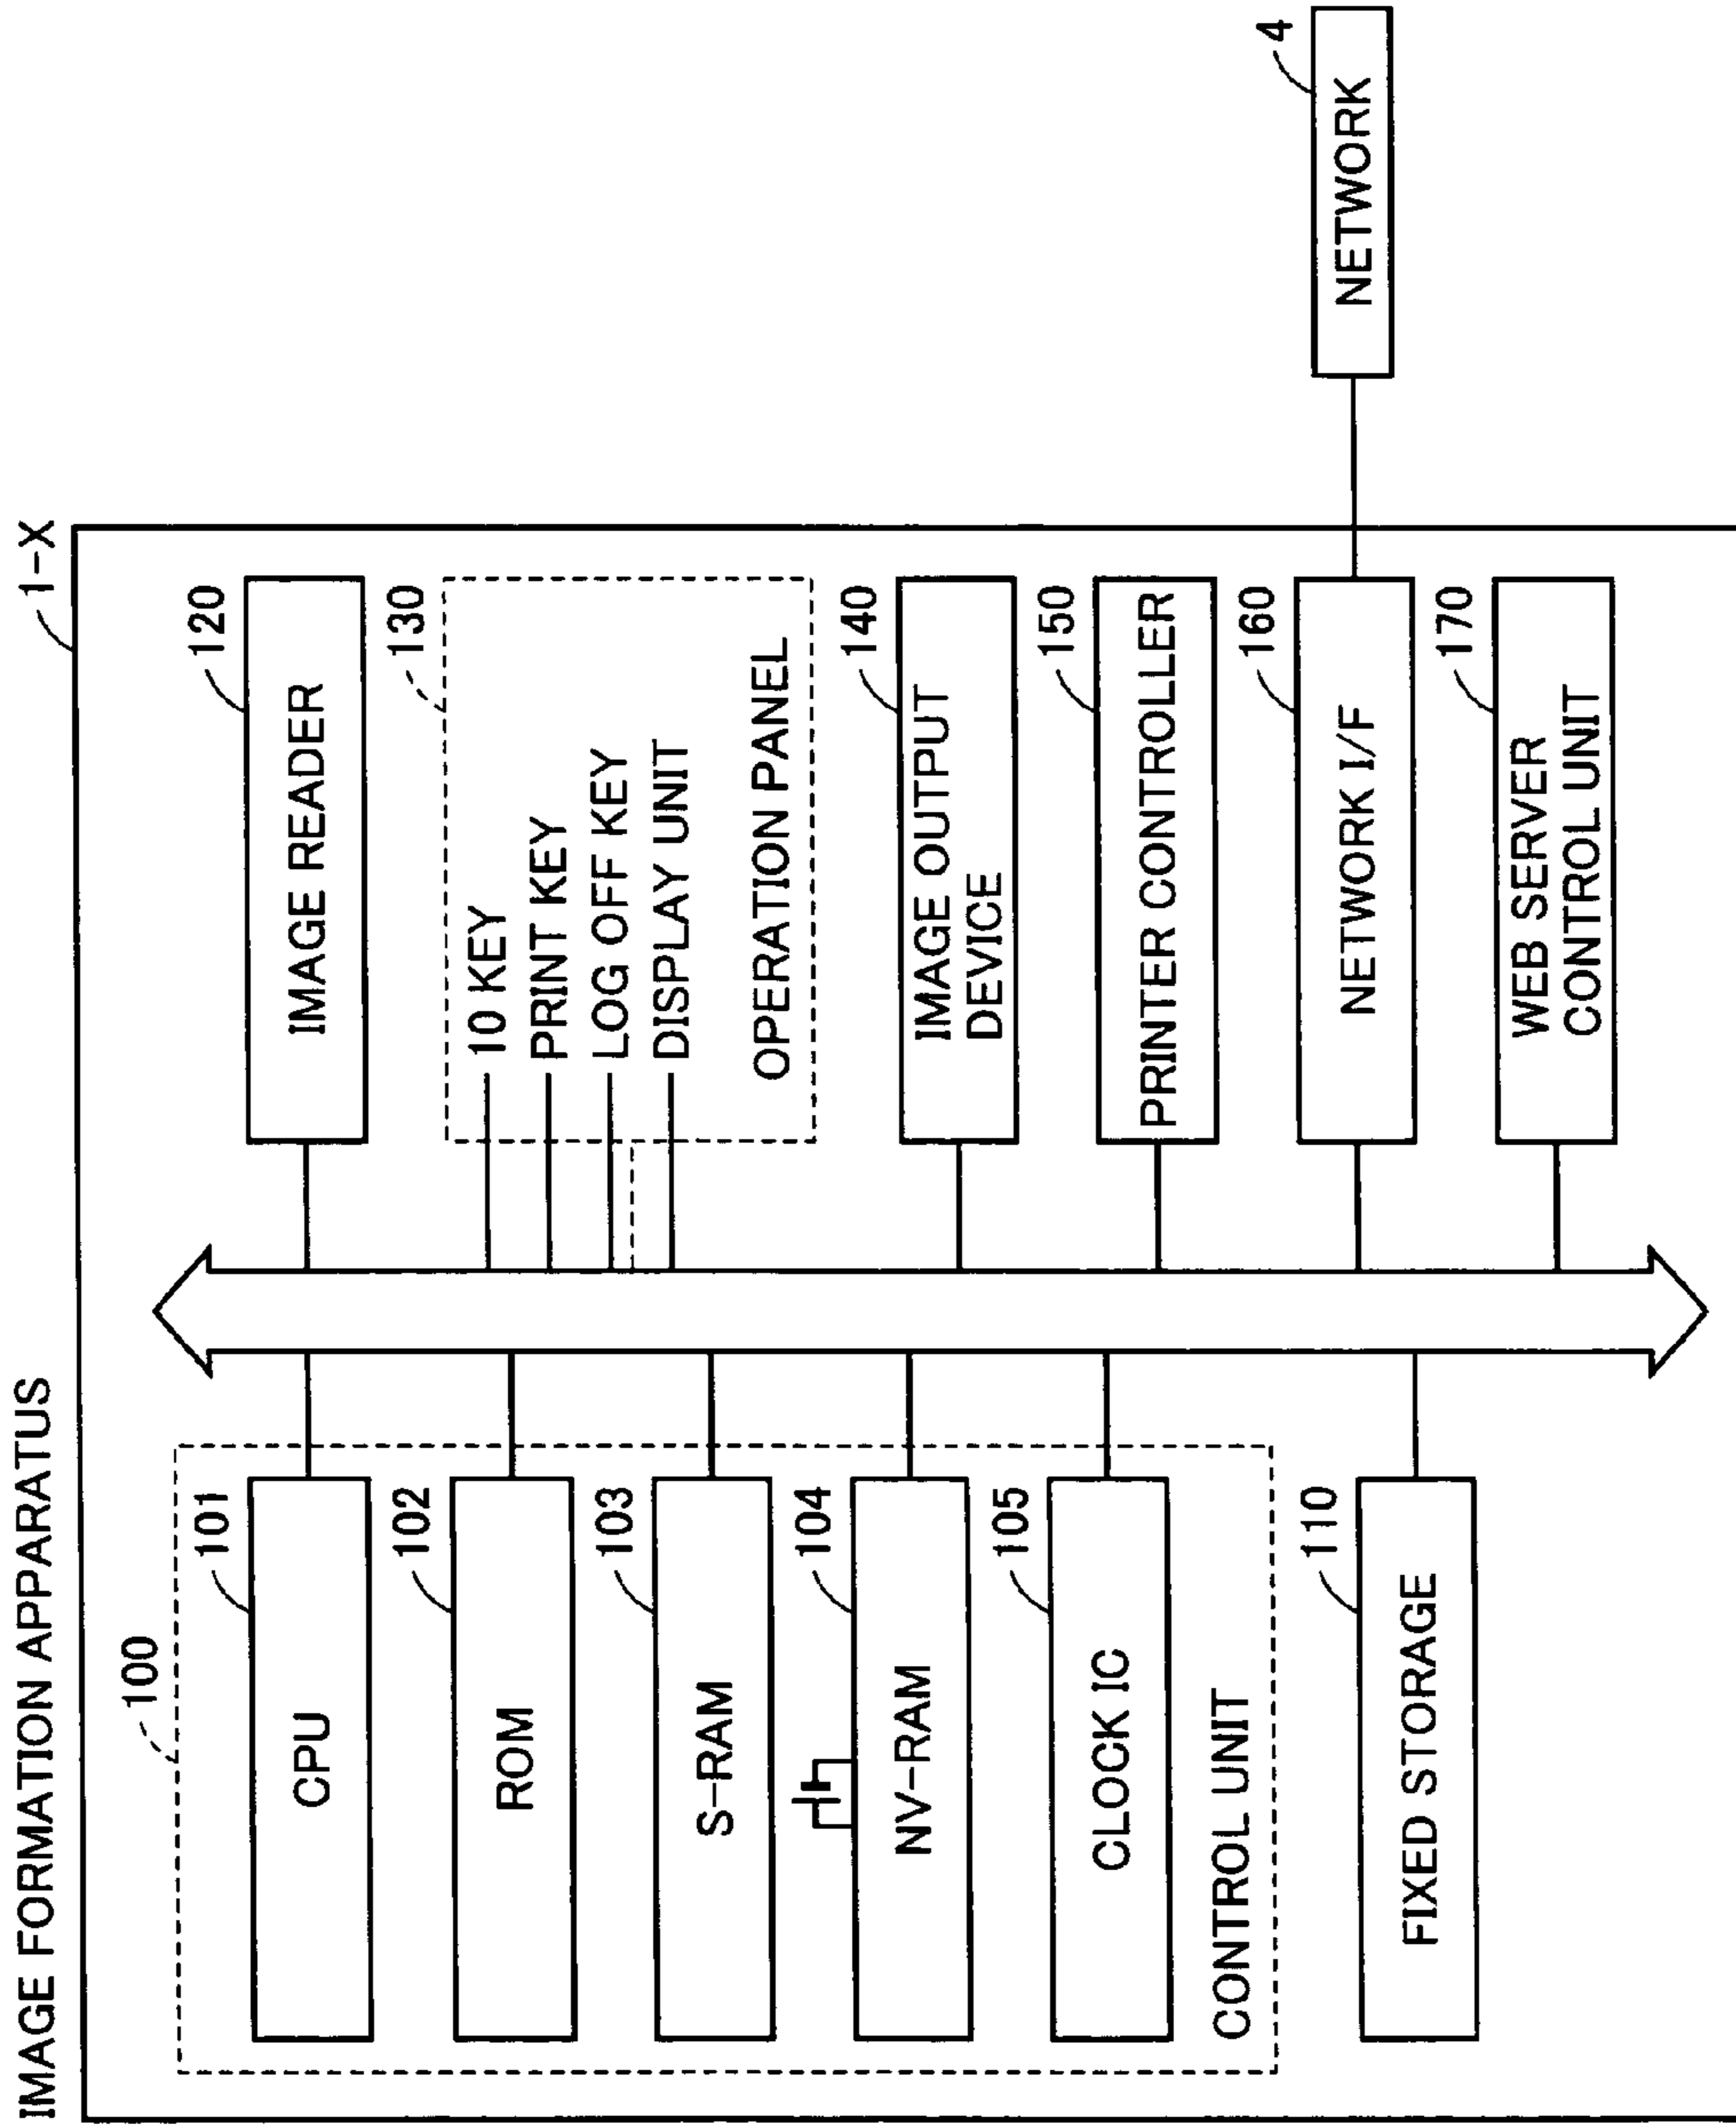 IMAGE FORMATION APPARATUS
1-X
100
101
CPU
102
ROM
103
S-RAM
104
NV-RAM
105
CLOCK IC
CONTROL UNIT
110
FIXED STORAGE
120
IMAGE READER
130
10 KEY
PRINT KEY
LOG OFF KEY
DISPLAY UNIT
OPERATION PANEL
140
IMAGE OUTPUT
DEVICE
150
PRINTER CONTROLLER
160
NETWORK I/F
170
WEB SERVER
CONTROL UNIT
4
NETWORK